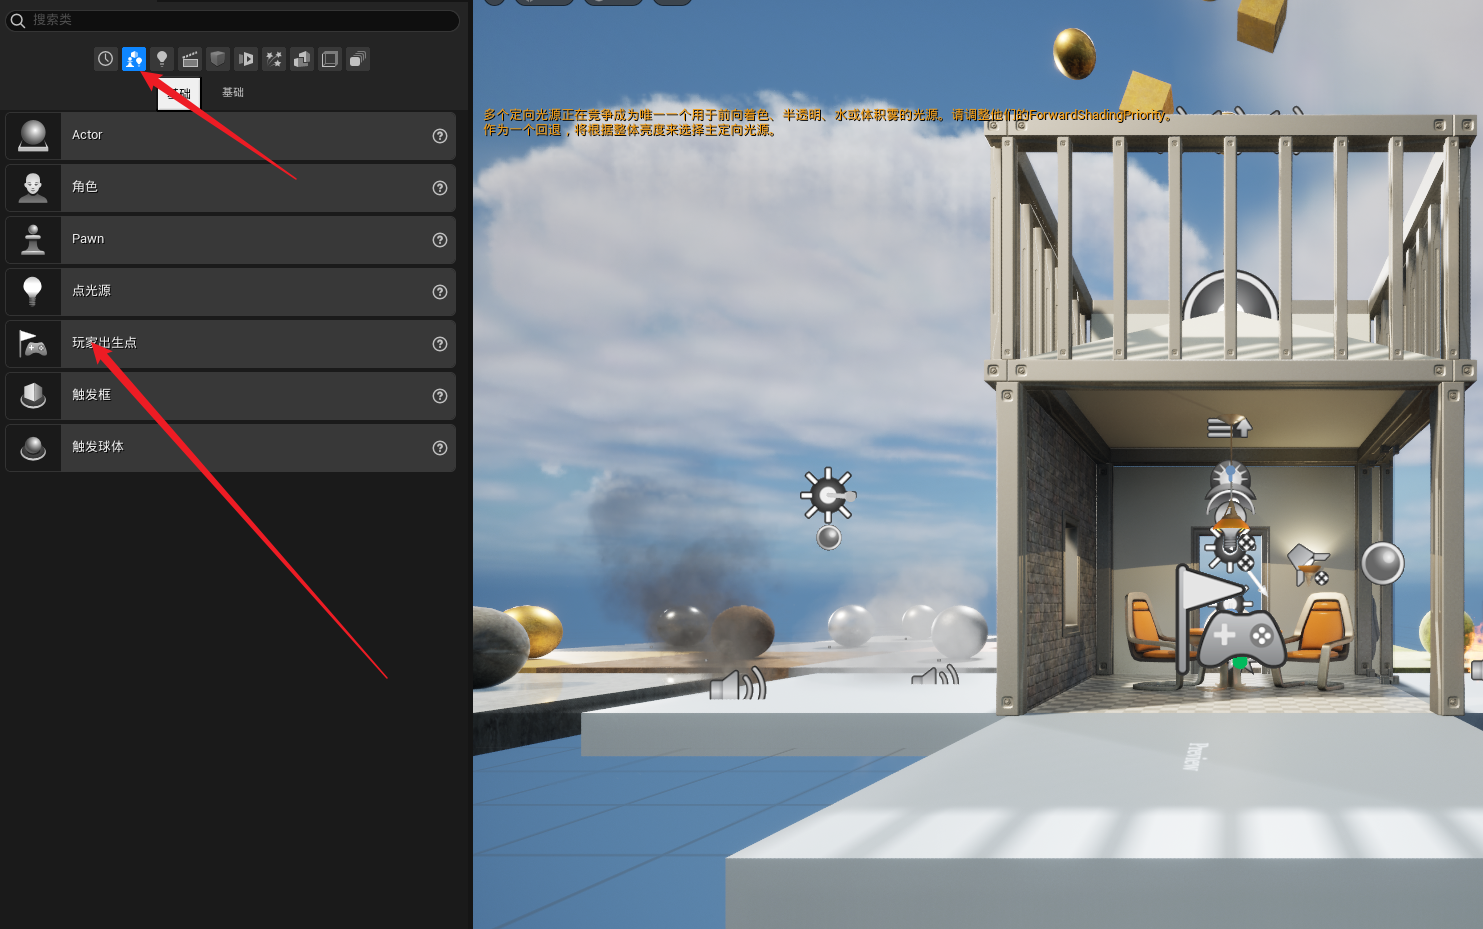 搜索类
基础
基础
Actor
角色
Pawn
点光源
玩家出生点
触发框
触发球体
多个定向光源正在竞争成为唯一一个用于前向着色、半透明、水或体积雾的光源。请调整他们的ForwardShadingPriority。
作为一个回退，将根据整体亮度来选择主定向光源。
Preview